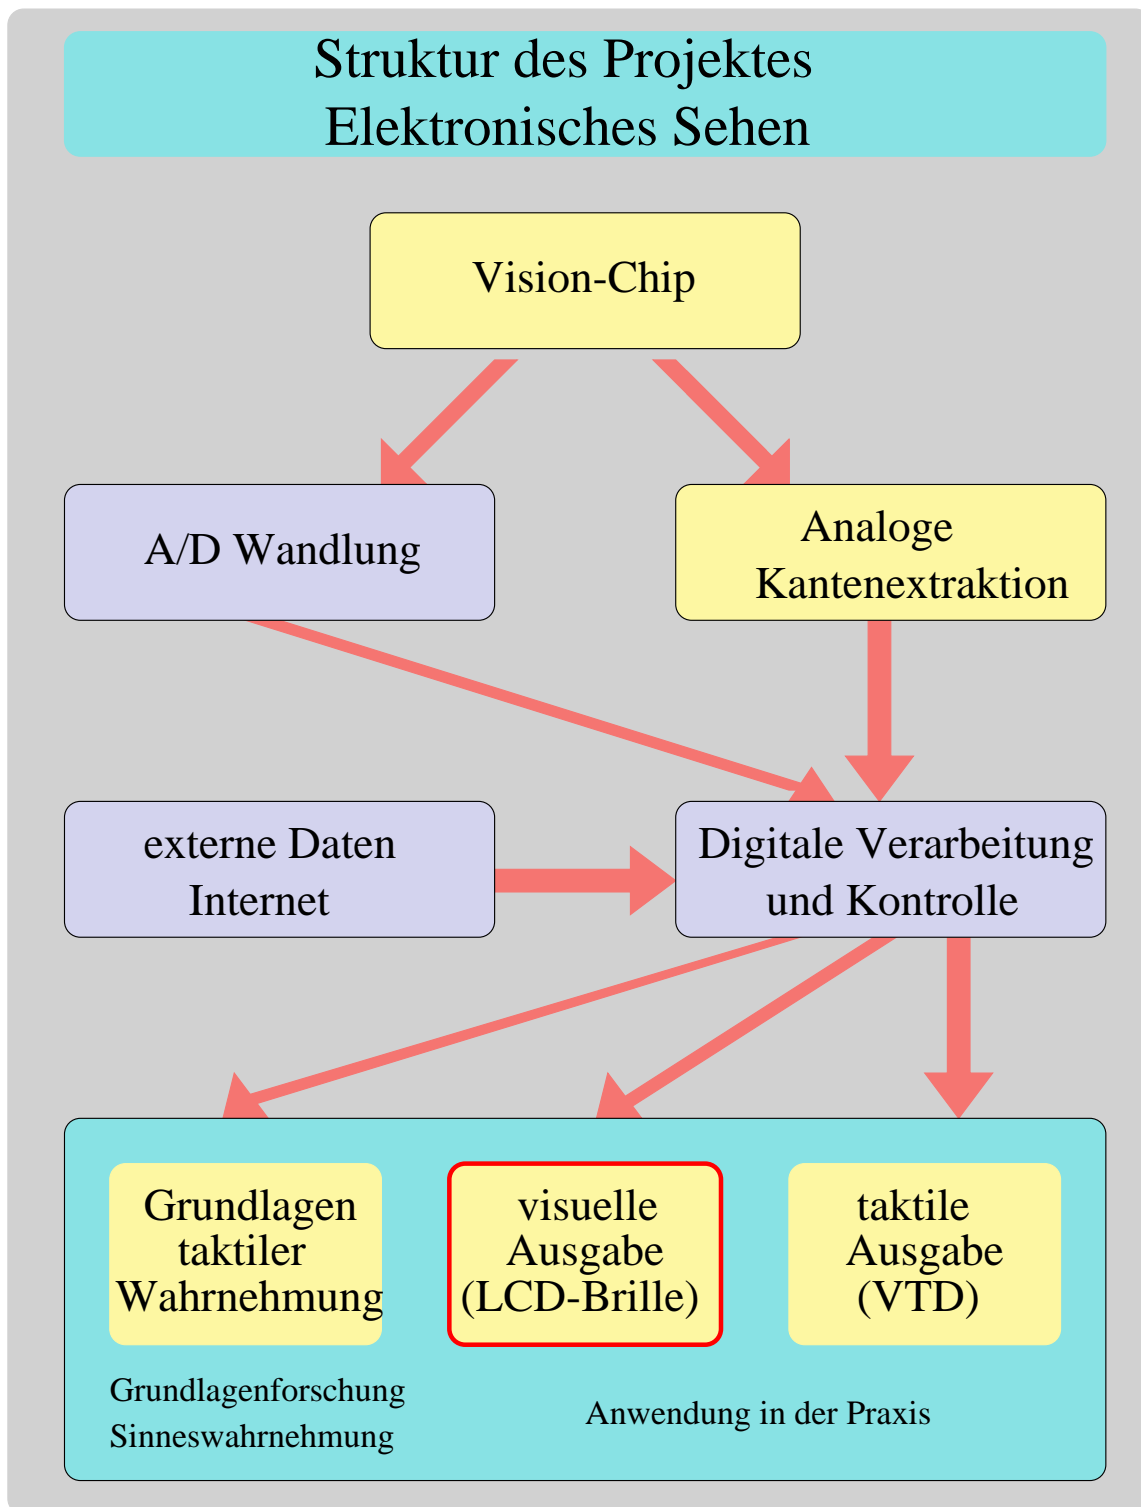 Struktur des Projektes
Elektronisches Sehen
Vision-Chip
A/D Wandlung
Analoge
Kantenextraktion
externe Daten
Internet
Digitale Verarbeitung
und Kontrolle
Grundlagen
taktiler
Wahrnehmung
visuelle
Ausgabe
(LCD-Brille)
taktile
Ausgabe
(VTD)
Grundlagenforschung
Sinneswahrnehmung
Anwendung in der Praxis